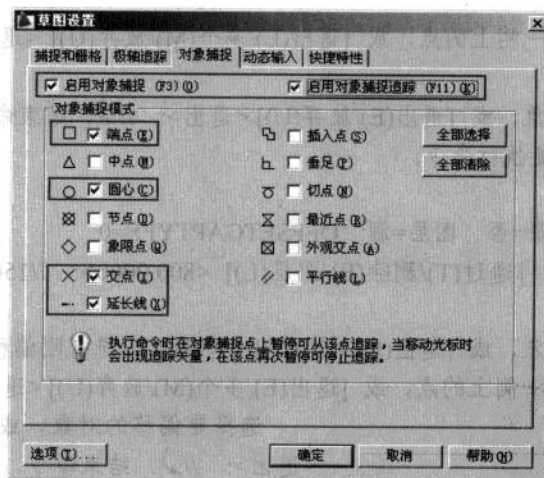 草图设置
捕捉和栅格 极轴追踪 对象捕捉 动态输入 快捷特性
启用对象捕捉 (F3)(O) 启用对象捕捉追踪 (F11)(K)
对象捕捉模式
端点(E) 插入点(S) 全部选择
中点(M) 垂足(P) 全部清除
圆心(C) 切点(N)
节点(D) 最近点(R)
象限点(Q) 外观交点(A)
交点(I) 平行线(L)
延长线(X)
执行命令时在对象捕捉点上暂停可从该点追踪，当移动光标时
会出现追踪矢量，在该点再次暂停可停止追踪。
选项(T)... 确定 取消 帮助(H)